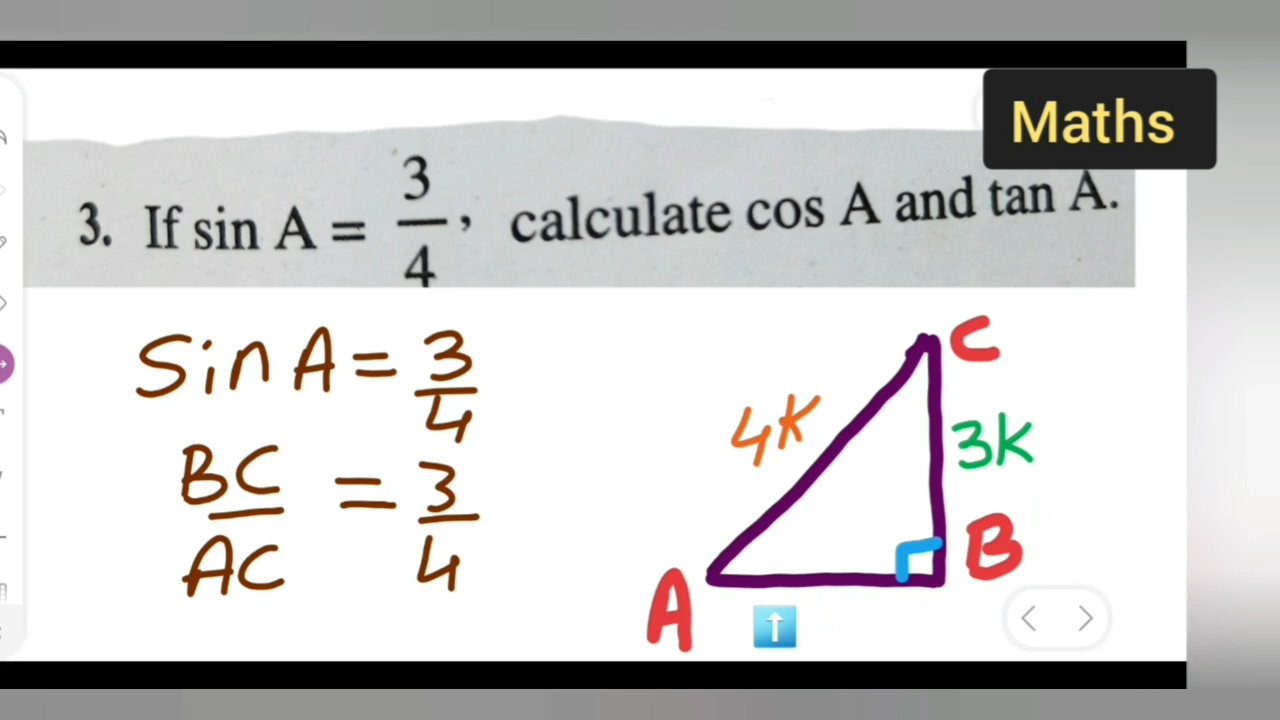 Maths
3. If sin A = 3/4, calculate cos A and tan A.
Sin A = 3/4
BC/AC = 3/4
C
4K
3K
B
A